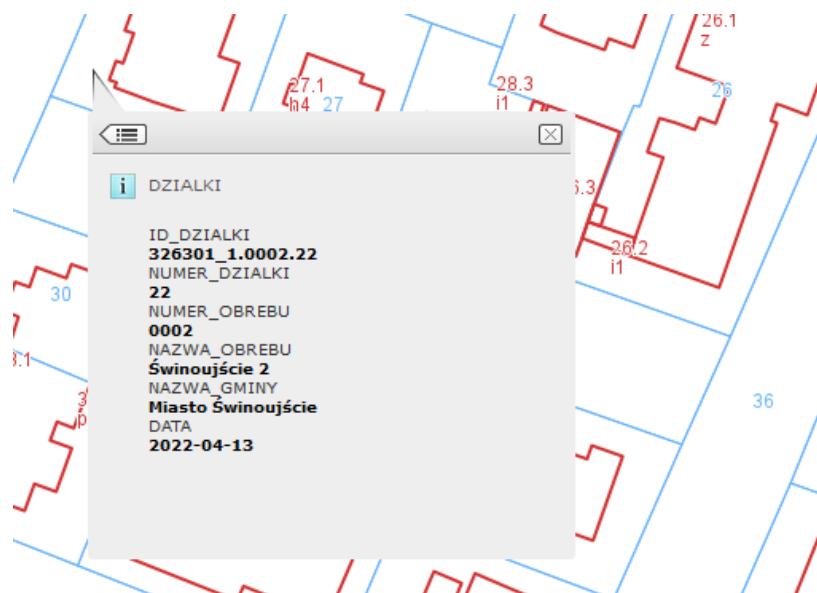 26.1
z
27.1
h4 27
28.3
i1
26
i
DZIALKI
ID_DZIALKI
326301_1.0002.22
NUMER_DZIALKI
22
NUMER_OBREBU
0002
NAZWA_OBREBU
Świnoujście 2
NAZWA_GMINY
Miasto Świnoujście
DATA
2022-04-13
26.2
i1
30
36